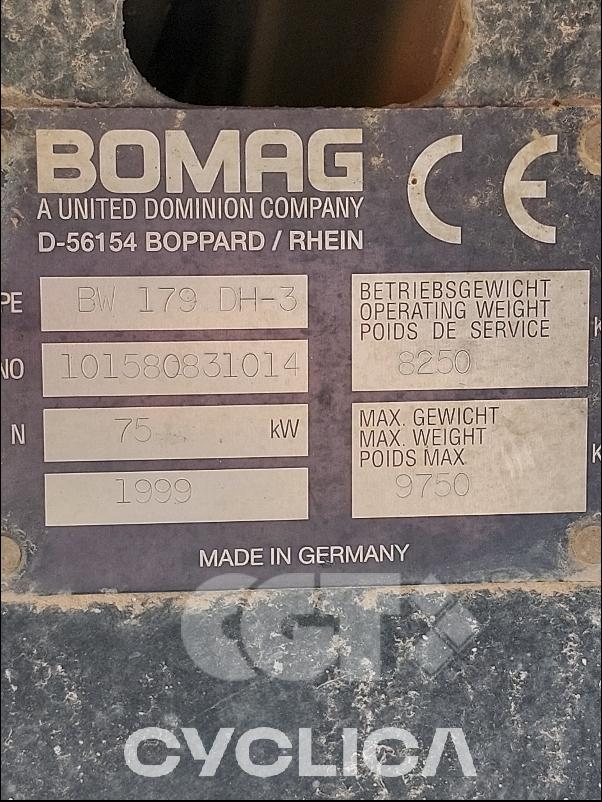 BOMAG
A UNITED DOMINION COMPANY
D-56154 BOPPARD / RHEIN
CE
PE BW 179 DH-3
NO 101580831014
N 75 kW
1999
BETRIEBSGEWICHT
OPERATING WEIGHT
POIDS DE SERVICE
8250 K
MAX. GEWICHT
MAX. WEIGHT
POIDS MAX
9750 K
MADE IN GERMANY
CGT
CYCLICA